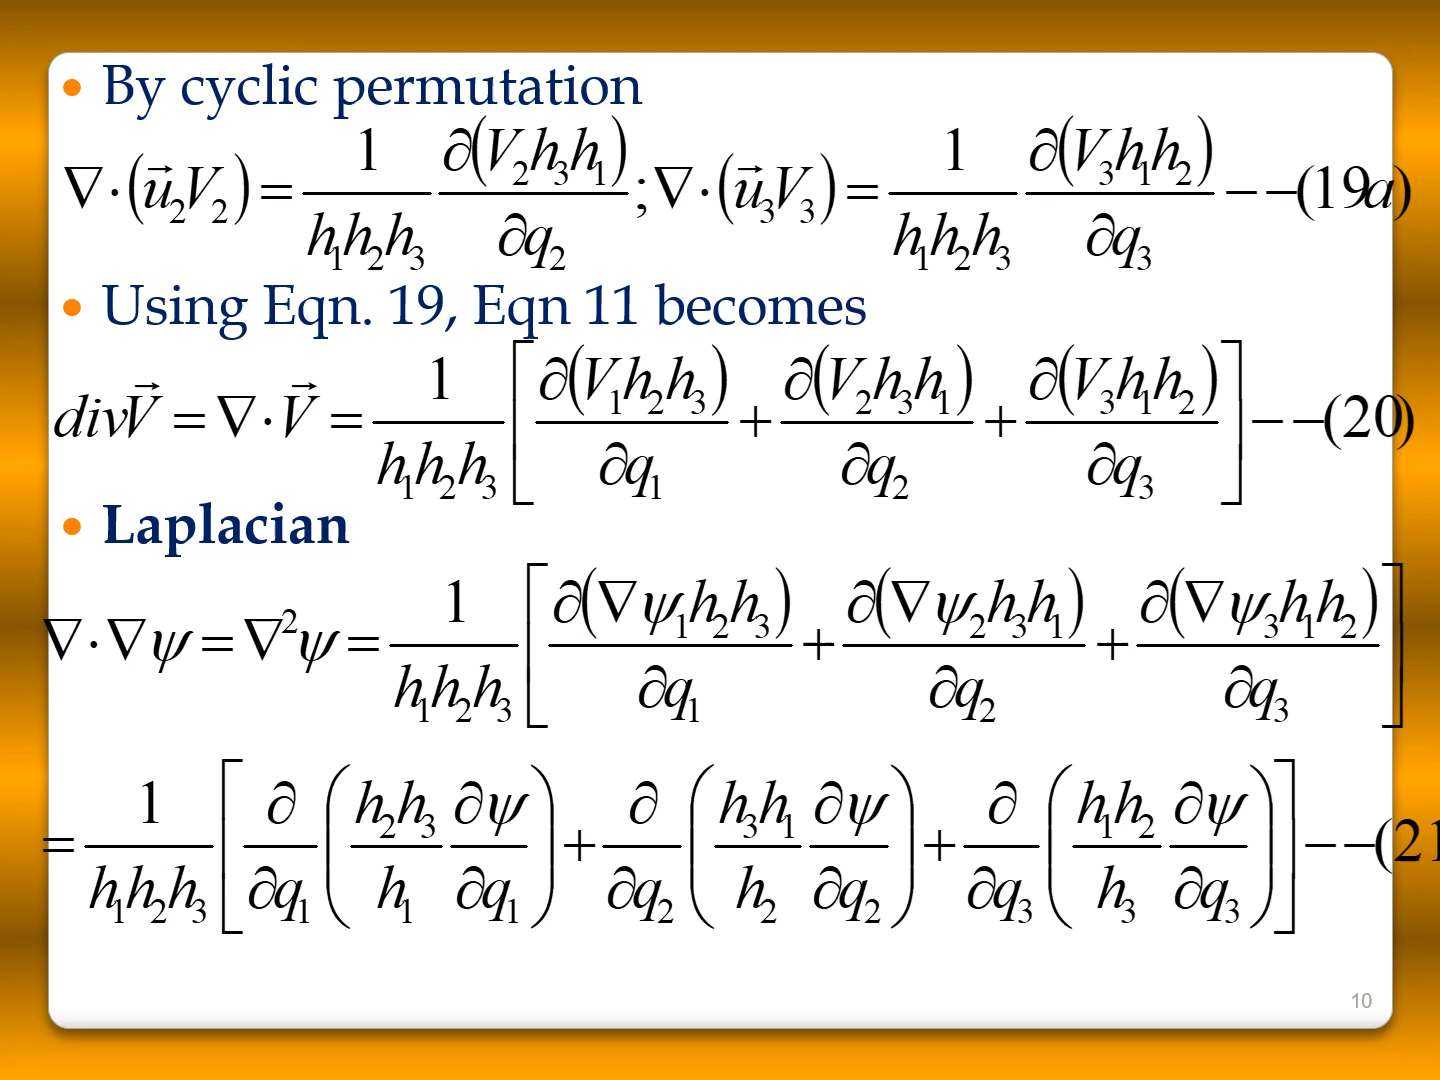 • By cyclic permutation
∇·(u⃗₂V₂) = 1/(h₁h₂h₃) ∂(V₂h₃h₁)/∂q₂ ; ∇·(u⃗₃V₃) = 1/(h₁h₂h₃) ∂(V₃h₁h₂)/∂q₃ − −(19a)
• Using Eqn. 19, Eqn 11 becomes
divV⃗ = ∇·V⃗ = 1/(h₁h₂h₃) [∂(V₁h₂h₃)/∂q₁ + ∂(V₂h₃h₁)/∂q₂ + ∂(V₃h₁h₂)/∂q₃] − −(20)
• Laplacian
∇·∇ψ = ∇²ψ = 1/(h₁h₂h₃) [∂(∇ψ₁h₂h₃)/∂q₁ + ∂(∇ψ₂h₃h₁)/∂q₂ + ∂(∇ψ₃h₁h₂)/∂q₃]
= 1/(h₁h₂h₃) [∂/∂q₁ (h₂h₃/h₁ ∂ψ/∂q₁) + ∂/∂q₂ (h₃h₁/h₂ ∂ψ/∂q₂) + ∂/∂q₃ (h₁h₂/h₃ ∂ψ/∂q₃)] − −(21
10